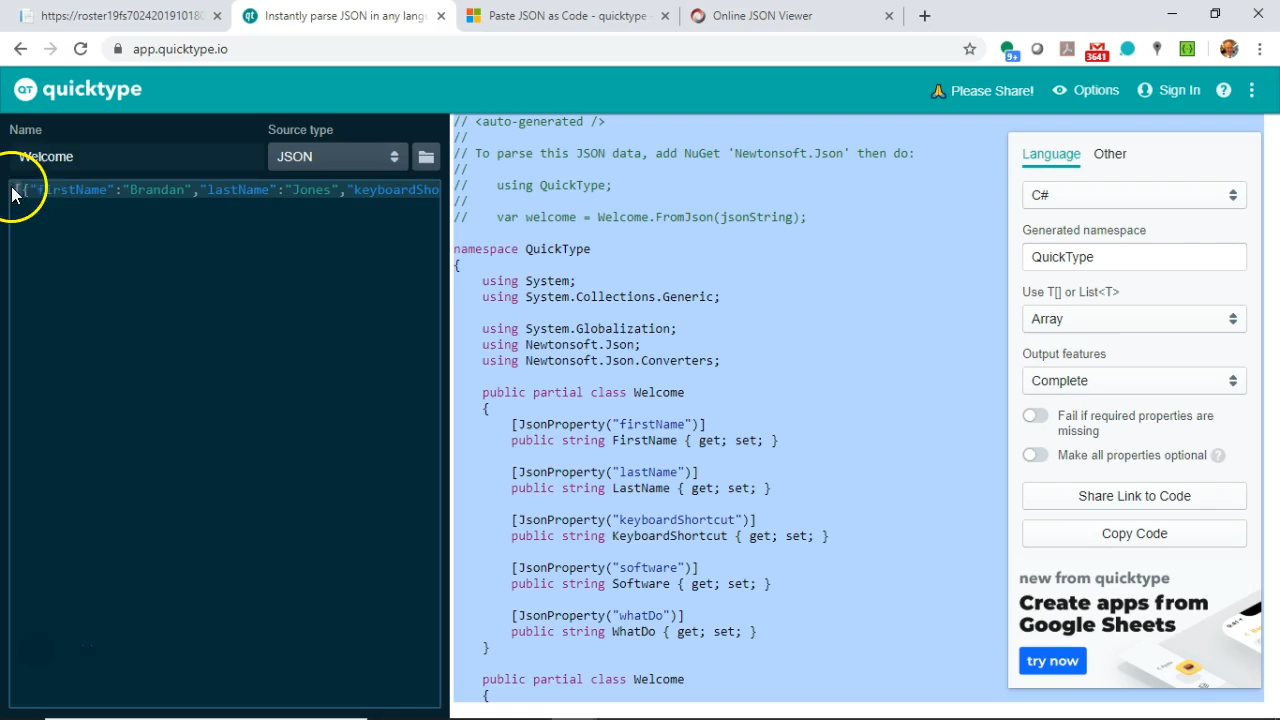 https://roster19fs7024201910180
Instantly parse JSON in any langu
Paste JSON as Code - quicktype -
Online JSON Viewer
app.quicktype.io
9+
3641
QT quicktype
Please Share!
Options
Sign In
Name
Source type
Welcome
JSON
[{"firstName":"Brandan","lastName":"Jones","keyboardSho
// <auto-generated />
//
// To parse this JSON data, add NuGet 'Newtonsoft.Json' then do:
//
//    using QuickType;
//
//    var welcome = Welcome.FromJson(jsonString);
namespace QuickType
{
using System;
using System.Collections.Generic;
using System.Globalization;
using Newtonsoft.Json;
using Newtonsoft.Json.Converters;
public partial class Welcome
{
[JsonProperty("firstName")]
public string FirstName { get; set; }
[JsonProperty("lastName")]
public string LastName { get; set; }
[JsonProperty("keyboardShortcut")]
public string KeyboardShortcut { get; set; }
[JsonProperty("software")]
public string Software { get; set; }
[JsonProperty("whatDo")]
public string WhatDo { get; set; }
}
public partial class Welcome
{
Language
Other
C#
Generated namespace
QuickType
Use T[] or List<T>
Array
Output features
Complete
Fail if required properties are
missing
Make all properties optional
Share Link to Code
Copy Code
new from quicktype
Create apps from
Google Sheets
try now